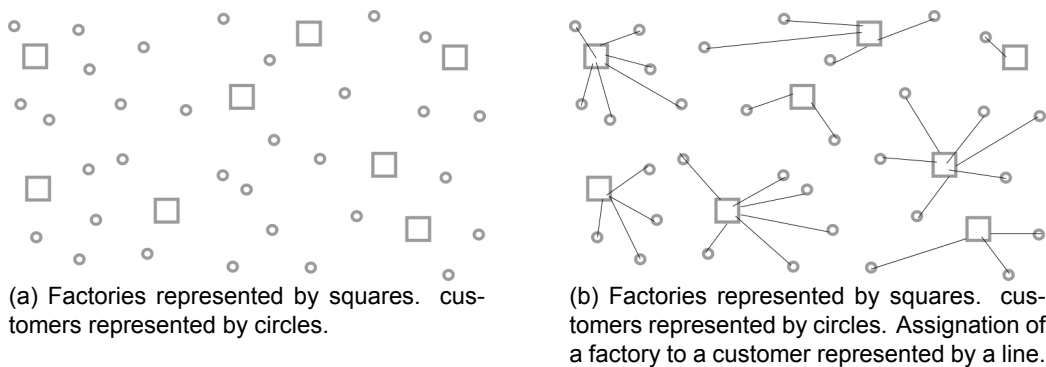 (a) Factories represented by squares. cus-
tomers represented by circles.
(b) Factories represented by squares. cus-
tomers represented by circles. Assignation of
a factory to a customer represented by a line.